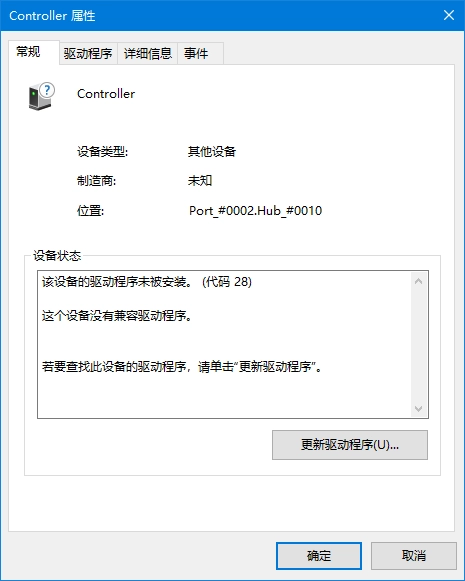 Controller 属性
常规
驱动程序
详细信息
事件
Controller
设备类型:
其他设备
制造商:
未知
位置:
Port_#0002.Hub_#0010
设备状态
该设备的驱动程序未被安装。 (代码 28)
这个设备没有兼容驱动程序。
若要查找此设备的驱动程序，请单击“更新驱动程序”。
更新驱动程序(U)...
确定
取消